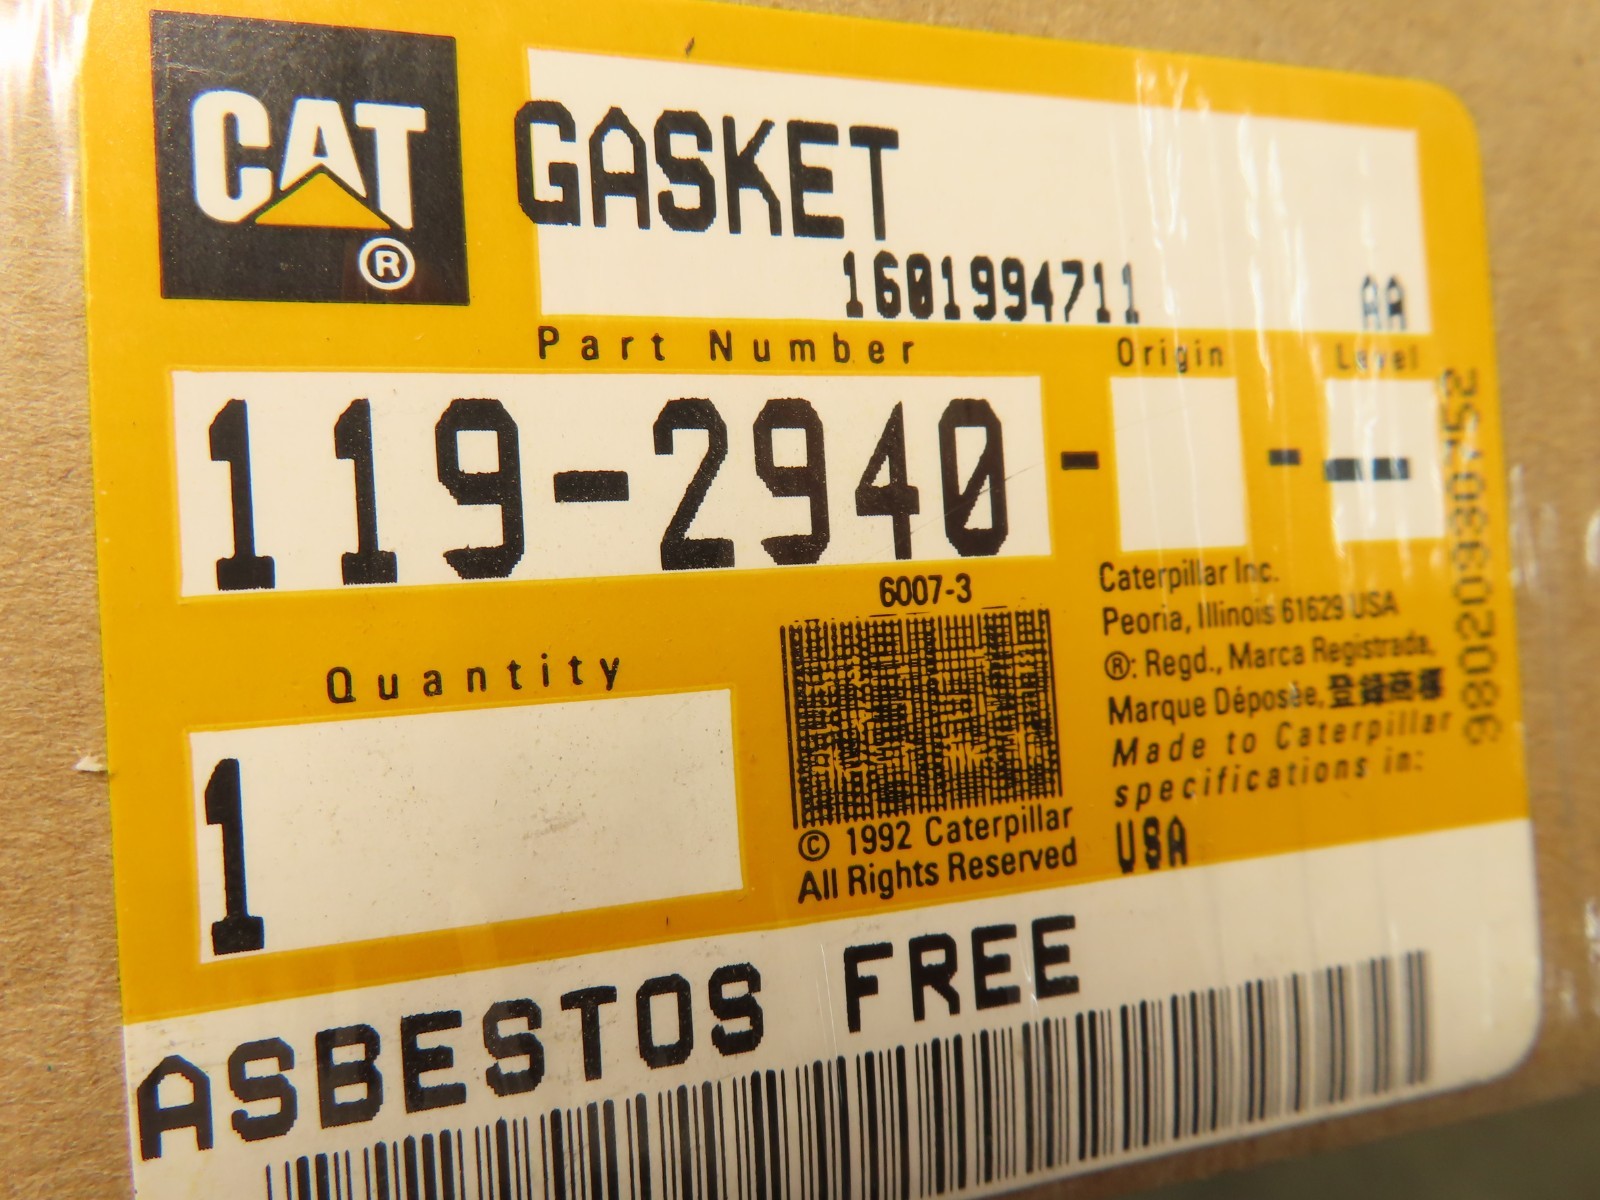 CAT
®
GASKET
1601994711 AA
Part Number Origin Level
119-2940 - -
Quantity
1
6007-3
© 1992 Caterpillar
All Rights Reserved
Caterpillar Inc.
Peoria, Illinois 61629 USA
®: Regd., Marca Registrada,
Marque Déposée, 登録商標
Made to Caterpillar
specifications in:
USA
ASBESTOS FREE